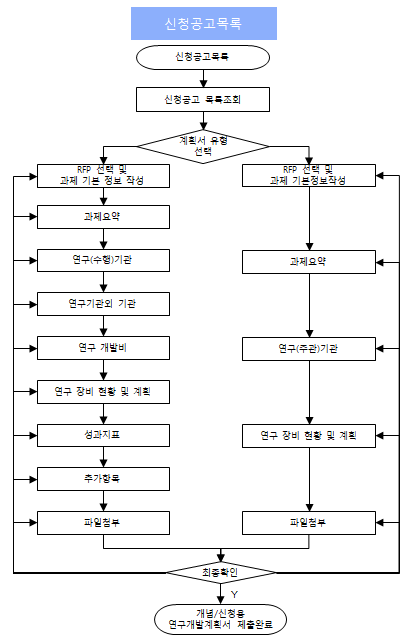 신청공고목록
신청공고목록
신청공고 목록조회
계획서 유형
선택
RFP 선택 및
과제 기본 정보 작성
과제요약
연구(수행)기관
연구기관외 기관
연구 개발비
연구 장비 현황 및 계획
성과지표
추가항목
파일첨부
RFP 선택 및
과제 기본정보작성
과제요약
연구(주관)기관
연구 장비 현황 및 계획
파일첨부
최종확인
Y
개념/신청용
연구개발계획서 제출완료